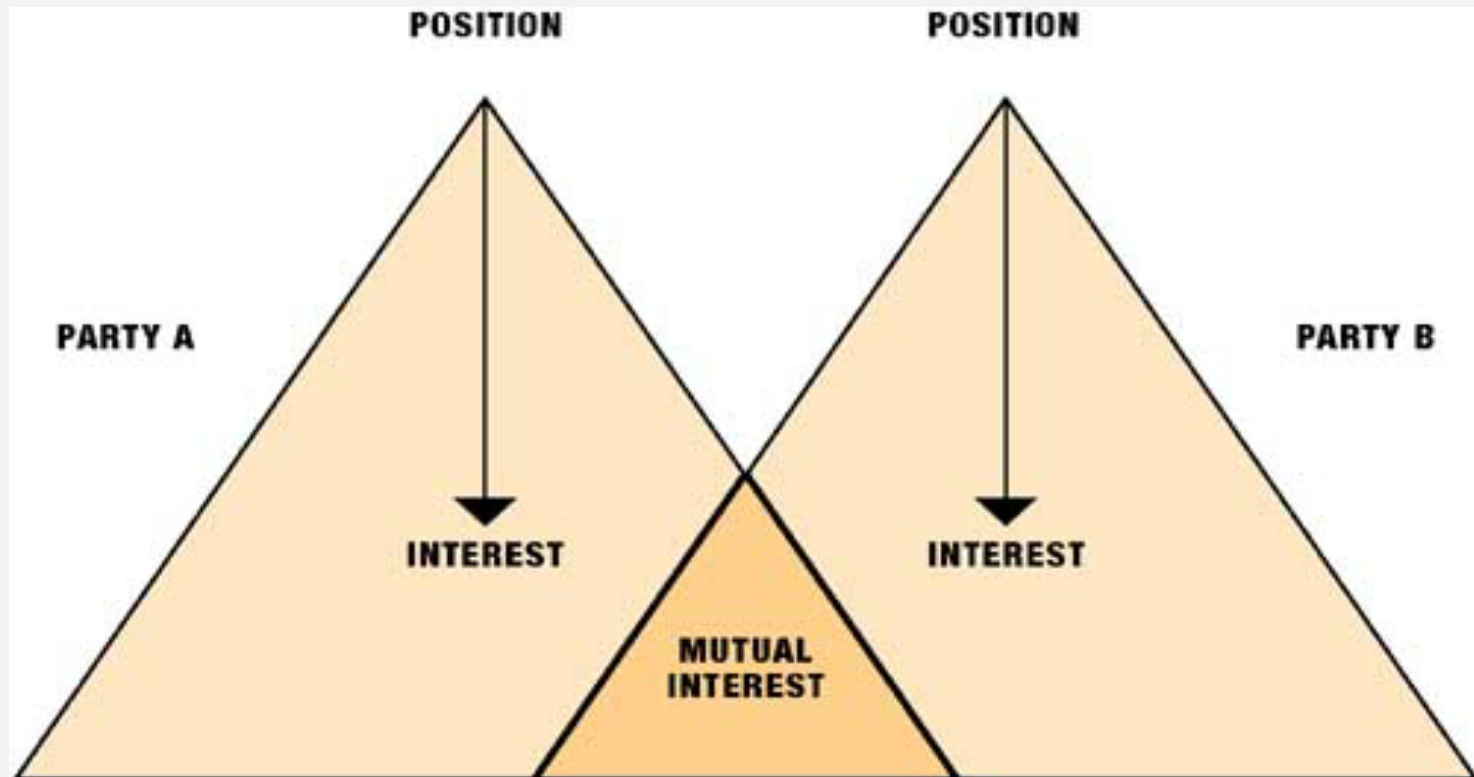 POSITION
POSITION
PARTY A
PARTY B
INTEREST
INTEREST
MUTUAL
INTEREST